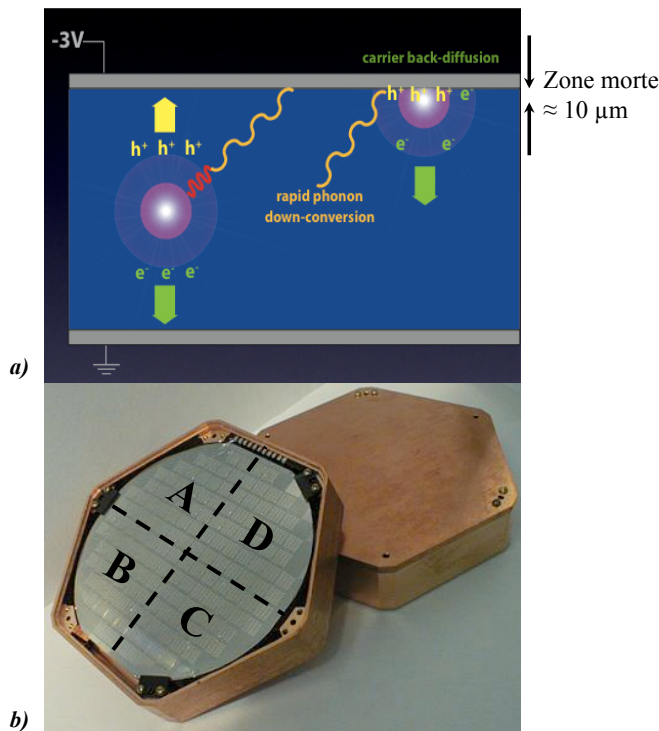 -3V
carrier back-diffusion
h⁺ h⁺ h⁺ e⁻
Zone morte
≈ 10 µm
h⁺ h⁺ h⁺
e⁻ e⁻
rapid phonon
down-conversion
e⁻ e⁻ e⁻
a)
A
D
B
C
b)